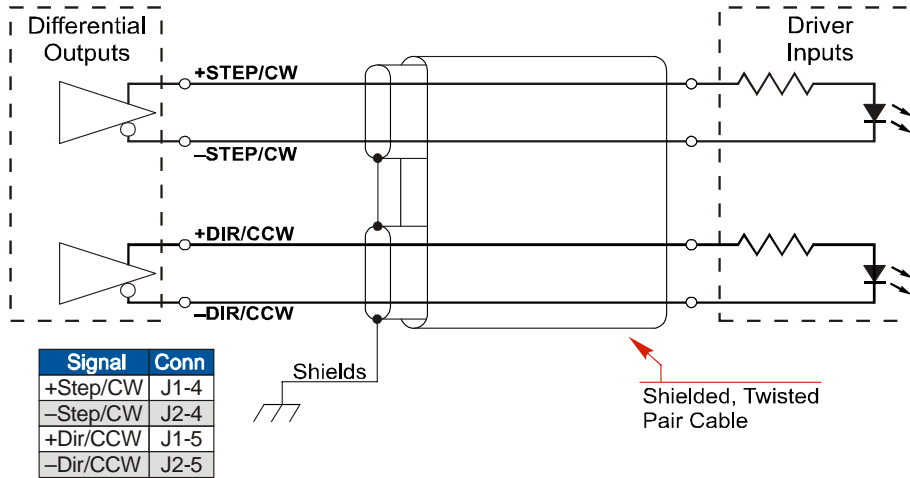 Differential
Outputs
Driver
Inputs
+STEP/CW
–STEP/CW
+DIR/CCW
–DIR/CCW
Shields
Shielded, Twisted
Pair Cable
Signal Conn
+Step/CW J1-4
–Step/CW J2-4
+Dir/CCW J1-5
–Dir/CCW J2-5